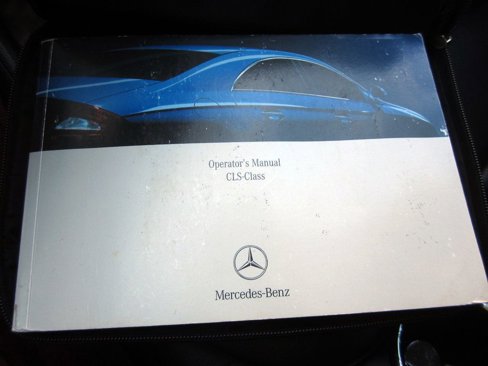 Operator's Manual
CLS-Class
Mercedes-Benz